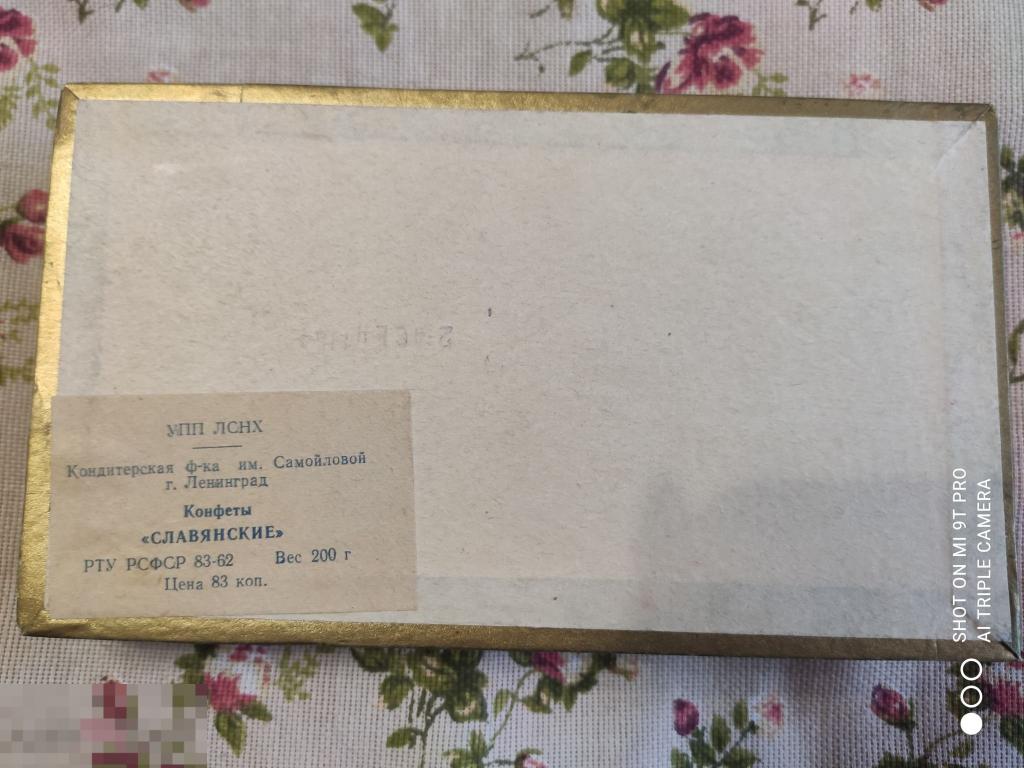 УПП ЛСНХ
Кондитерская ф-ка им. Самойловой
г. Ленинград
Конфеты
«СЛАВЯНСКИЕ»
РТУ РСФСР 83-62 Вес 200 г
Цена 83 коп.
SHOT ON MI 9T PRO
AI TRIPLE CAMERA